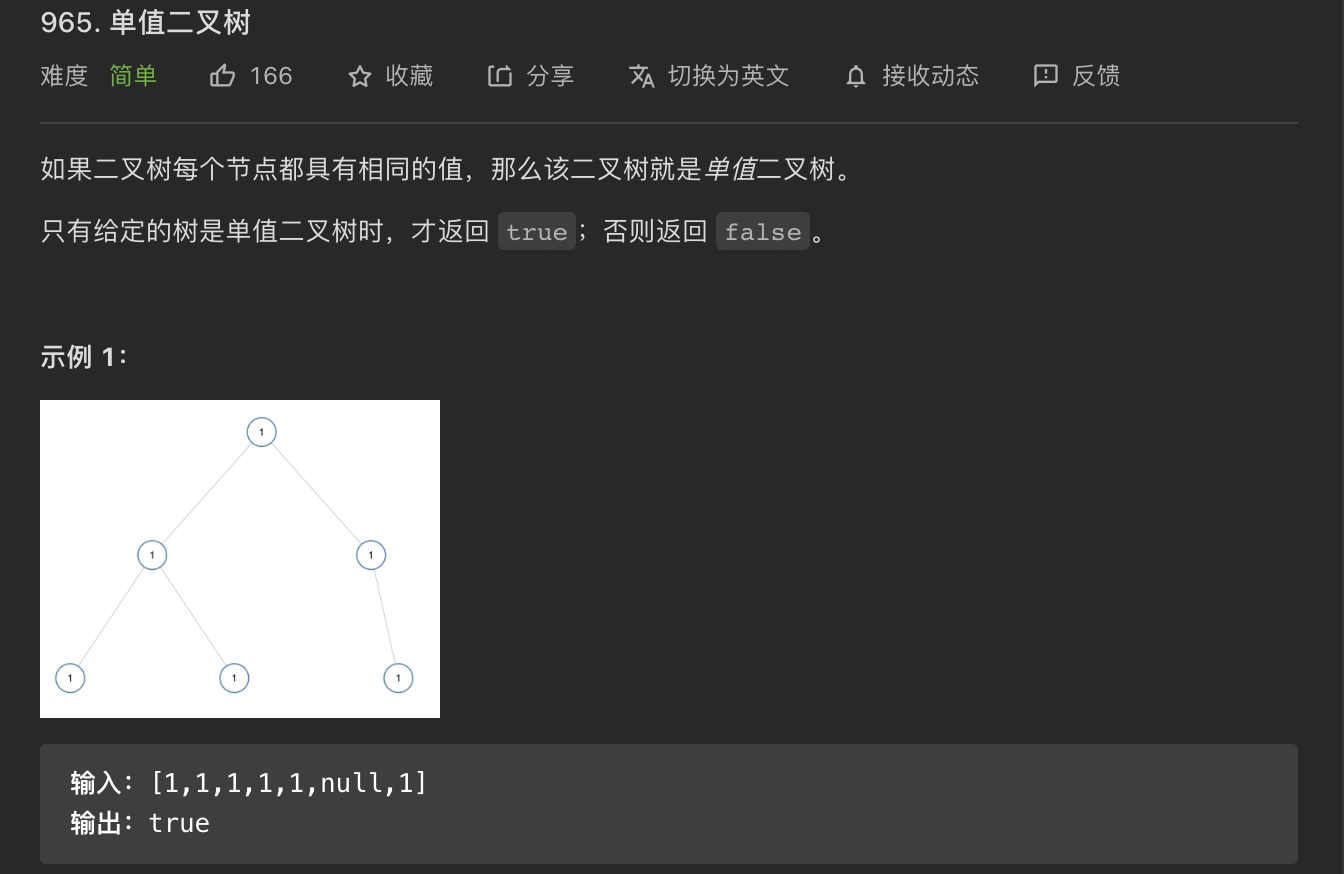 965. 单值二叉树
难度 简单 166 收藏 分享 切换为英文 接收动态 反馈
如果二叉树每个节点都具有相同的值，那么该二叉树就是单值二叉树。
只有给定的树是单值二叉树时，才返回 true；否则返回 false。
示例 1：
1
1 1
1 1 1
输入：[1,1,1,1,1,null,1]
输出：true